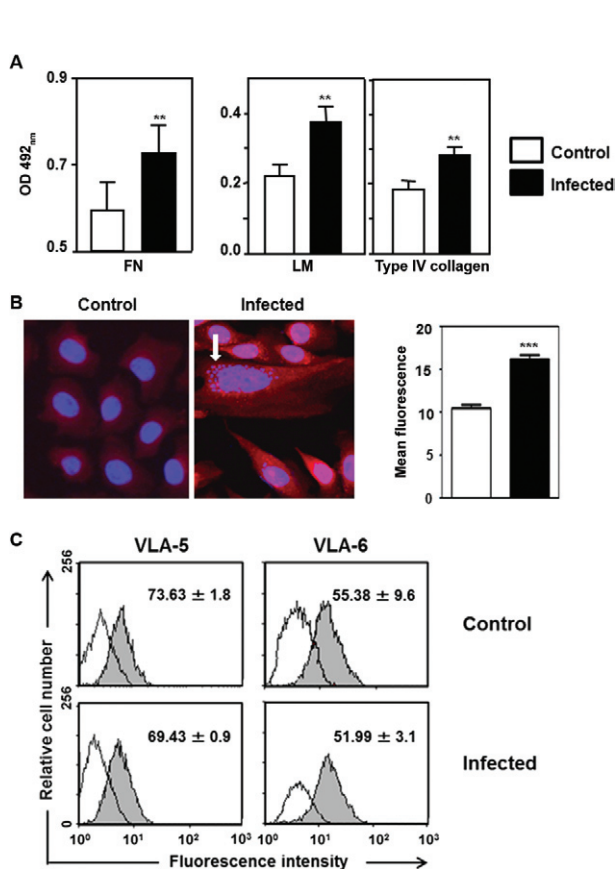 A
0.9
0.7
0.5
OD 492nm
**
FN
0.4
0.2
0.0
**
LM
**
Type IV collagen
Control
Infected
B
Control
Infected
20
15
10
5
0
Mean fluorescence
***
C
VLA-5
VLA-6
256
73.63 ± 1.8
55.38 ± 9.6
0
Control
256
69.43 ± 0.9
51.99 ± 3.1
0
Infected
Relative cell number
10⁰ 10¹ 10² 10³ 10⁰ 10¹ 10² 10³
Fluorescence intensity